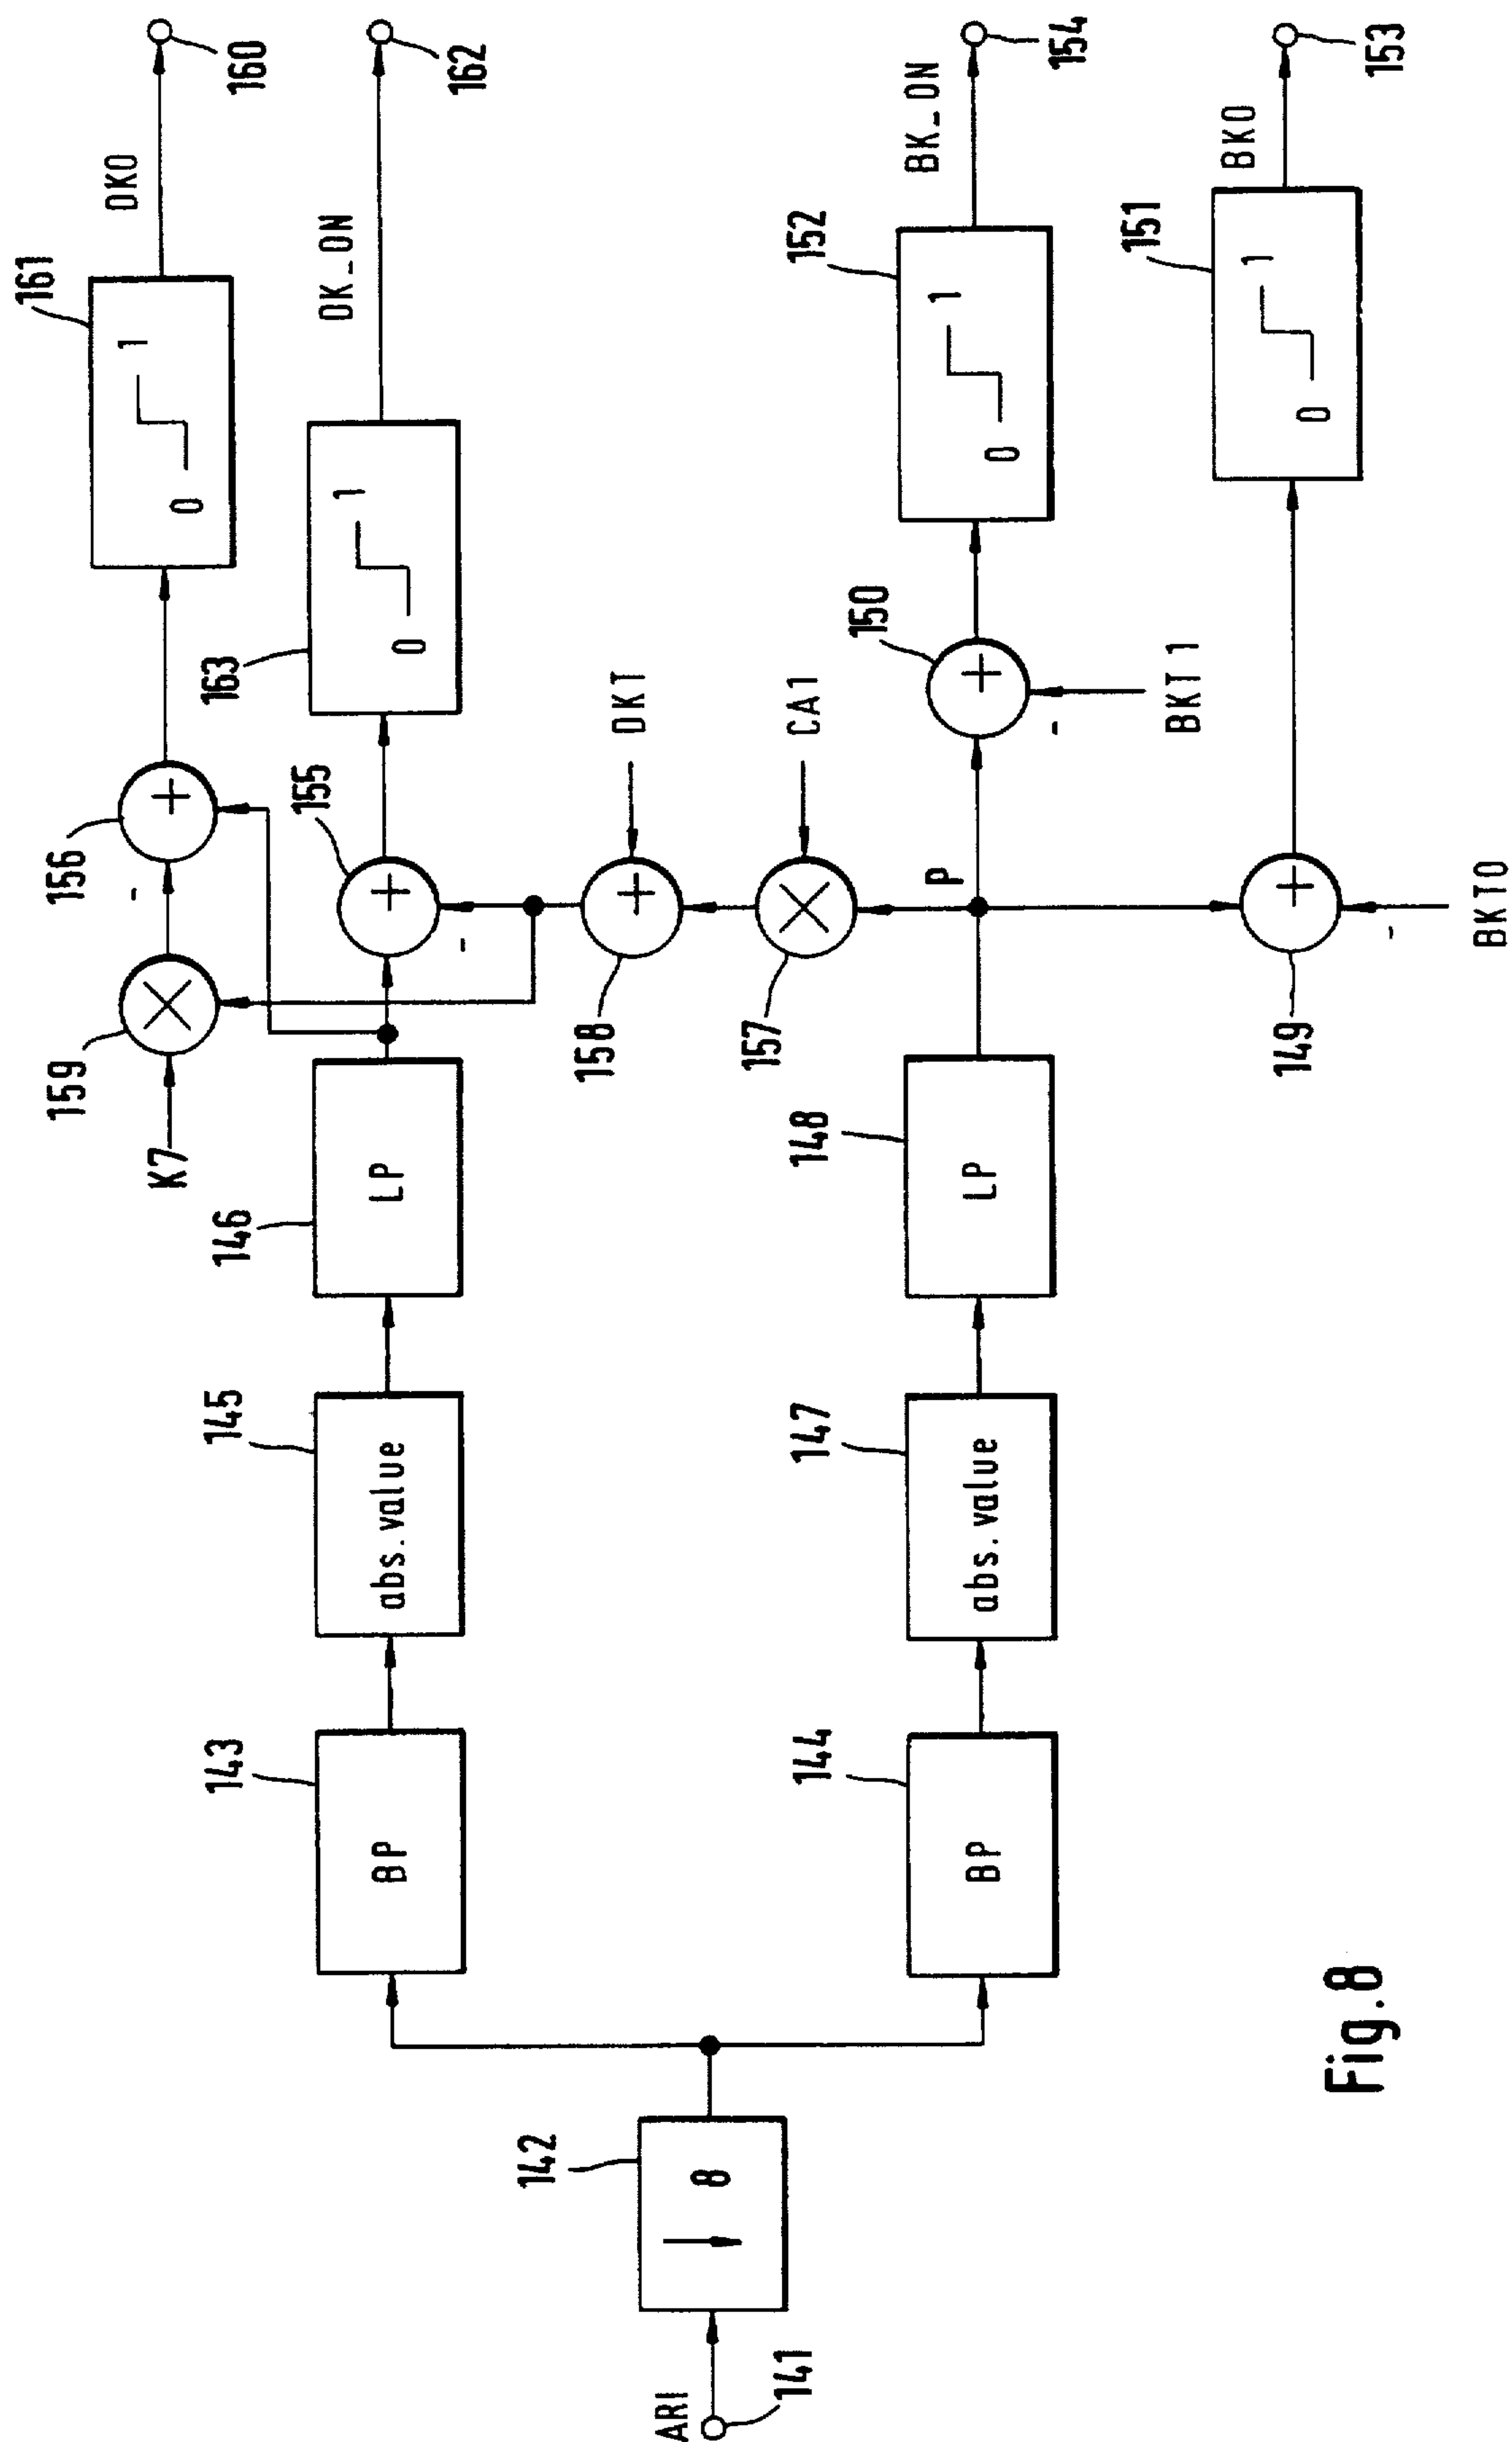 161
159
156
DK0
1
K7
0
160
143
145
146
163
155
DK_ON
1
BP
abs. value
LP
0
162
142
158
DKT
ARI
8
157
141
CA1
144
147
148
152
150
BK_ON
P
1
BP
abs. value
LP
0
154
151
BKT1
BK0
1
149
0
Fig.8
153
BKT0